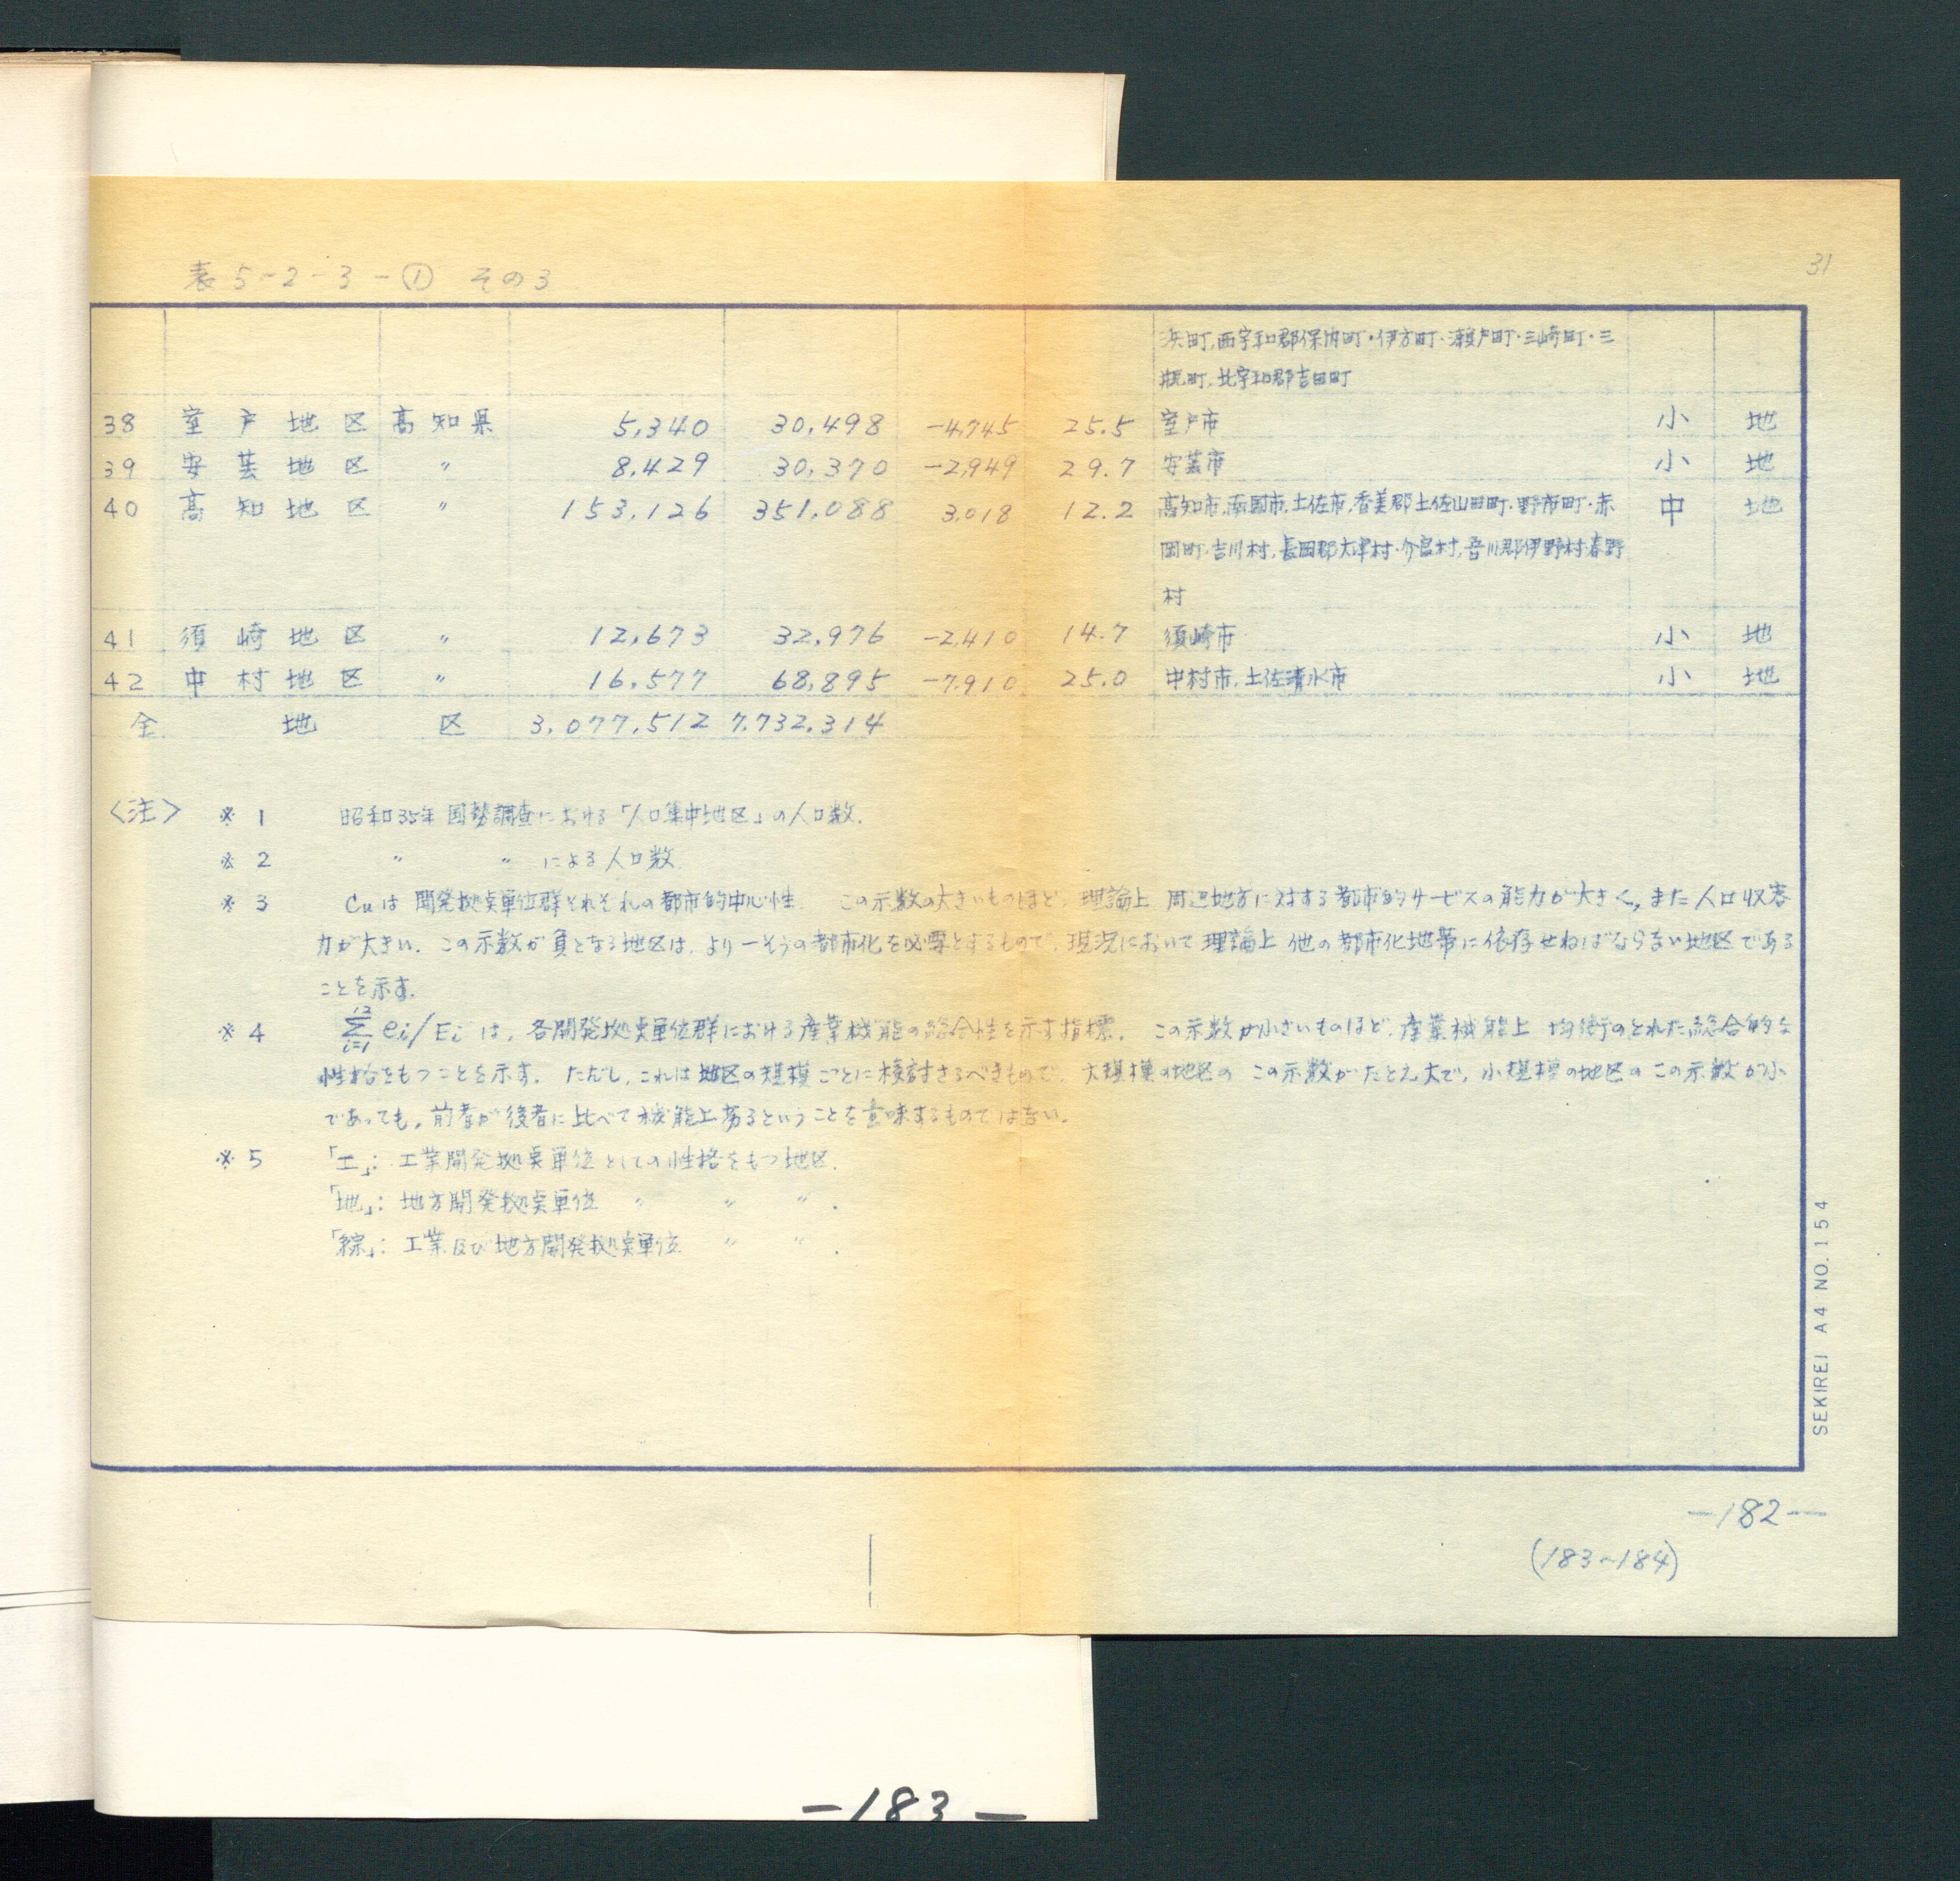 表5-2-3-① その3
31
浜町,西宇和郡保内町・伊方町・瀬戸町・三崎町・三
瓶町,北宇和郡吉田町
38 室戸地区 高知県 5,340 30,498 -4,745 25.5 室戸市 小 地
39 安芸地区 〃 8,429 30,370 -2,949 29.7 安芸市 小 地
40 高知地区 〃 153,126 351,088 3,018 12.2 高知市,南国市,土佐市,香美郡土佐山田町・野市町・赤 中 地
岡町・吉川村,長岡郡大津村・介良村,吾川郡伊野村・春野
村
41 須崎地区 〃 12,673 32,976 -2,410 14.7 須崎市 小 地
42 中村地区 〃 16,577 68,895 -7,910 25.0 中村市,土佐清水市 小 地
全地区 3,077,512 7,732,314
〈注〉 ※1 昭和35年国勢調査における「人口集中地区」の人口数.
※2 〃 〃 による人口数
※3 Cuは開発拠点単位群それそれの都市的中心性. この示数の大きいものほど,理論上 周辺地方に対する都市的サービスの能力が大きく,また人口収容
力が大きい. この示数が負となる地区は,より一そうの都市化を必要とするもので,現況において理論上 他の都市化地帯に依存せねばならない地区である
ことを示す.
※4 12Σi=1 ei/Ei は,各開発拠点単位群における産業機能の総合性を示す指標. この示数が小さいものほど,産業機能上 均衡のとれた総合的な
性格をもつことを示す. ただし,これは地区の規模ごとに検討さるべきもので,大規模の地区の この示数がたとえ大で,小規模の地区のこの示数が小
であっても,前者が後者に比べて機能上劣るということを意味するものではない.
※5 「工」: 工業開発拠点単位としての性格をもつ地区.
「地」: 地方開発拠点単位 〃 〃 〃 .
「綜」: 工業及び地方開発拠点単位 〃 〃 .
SEKIREI A4 NO.154
-182-
(183~184)
-183-